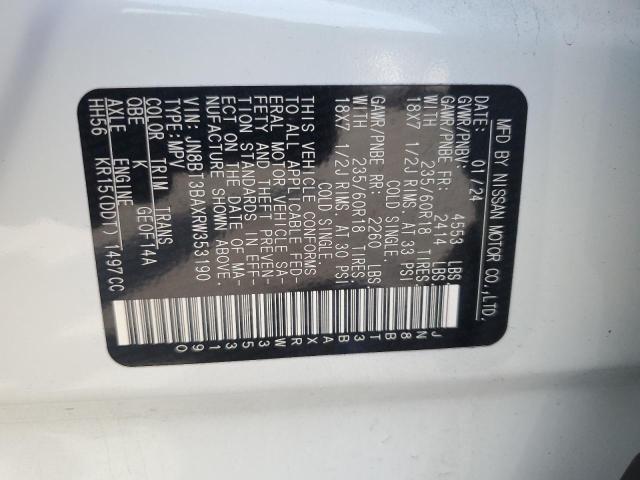 MFD BY NISSAN MOTOR CO.,LTD.
DATE: 01/24
GVWR/PNBV: 4553 LBS
GAWR/PNBE FR: 2414 LBS
WITH 235/60R18 TIRES,
18X7 1/2J RIMS. AT 33 PSI
COLD SINGLE.
GAWR/PNBE RR: 2260 LBS
WITH 235/60R18 TIRES,
18X7 1/2J RIMS. AT 30 PSI
COLD SINGLE.
THIS VEHICLE CONFORMS
TO ALL APPLICABLE FED-
ERAL MOTOR VEHICLE SA-
FETY AND THEFT PREVEN-
TION STANDARDS IN EFF-
ECT ON THE DATE OF MA-
NUFACTURE SHOWN ABOVE.
VIN: JN8BT3BAXRW353190
TYPE:MPV
COLOR TRIM TRANS
QBE K GE0F14A
AXLE ENGINE
HH56 KR15(DDT) 1497CC
JN8BT3BAXRW353190